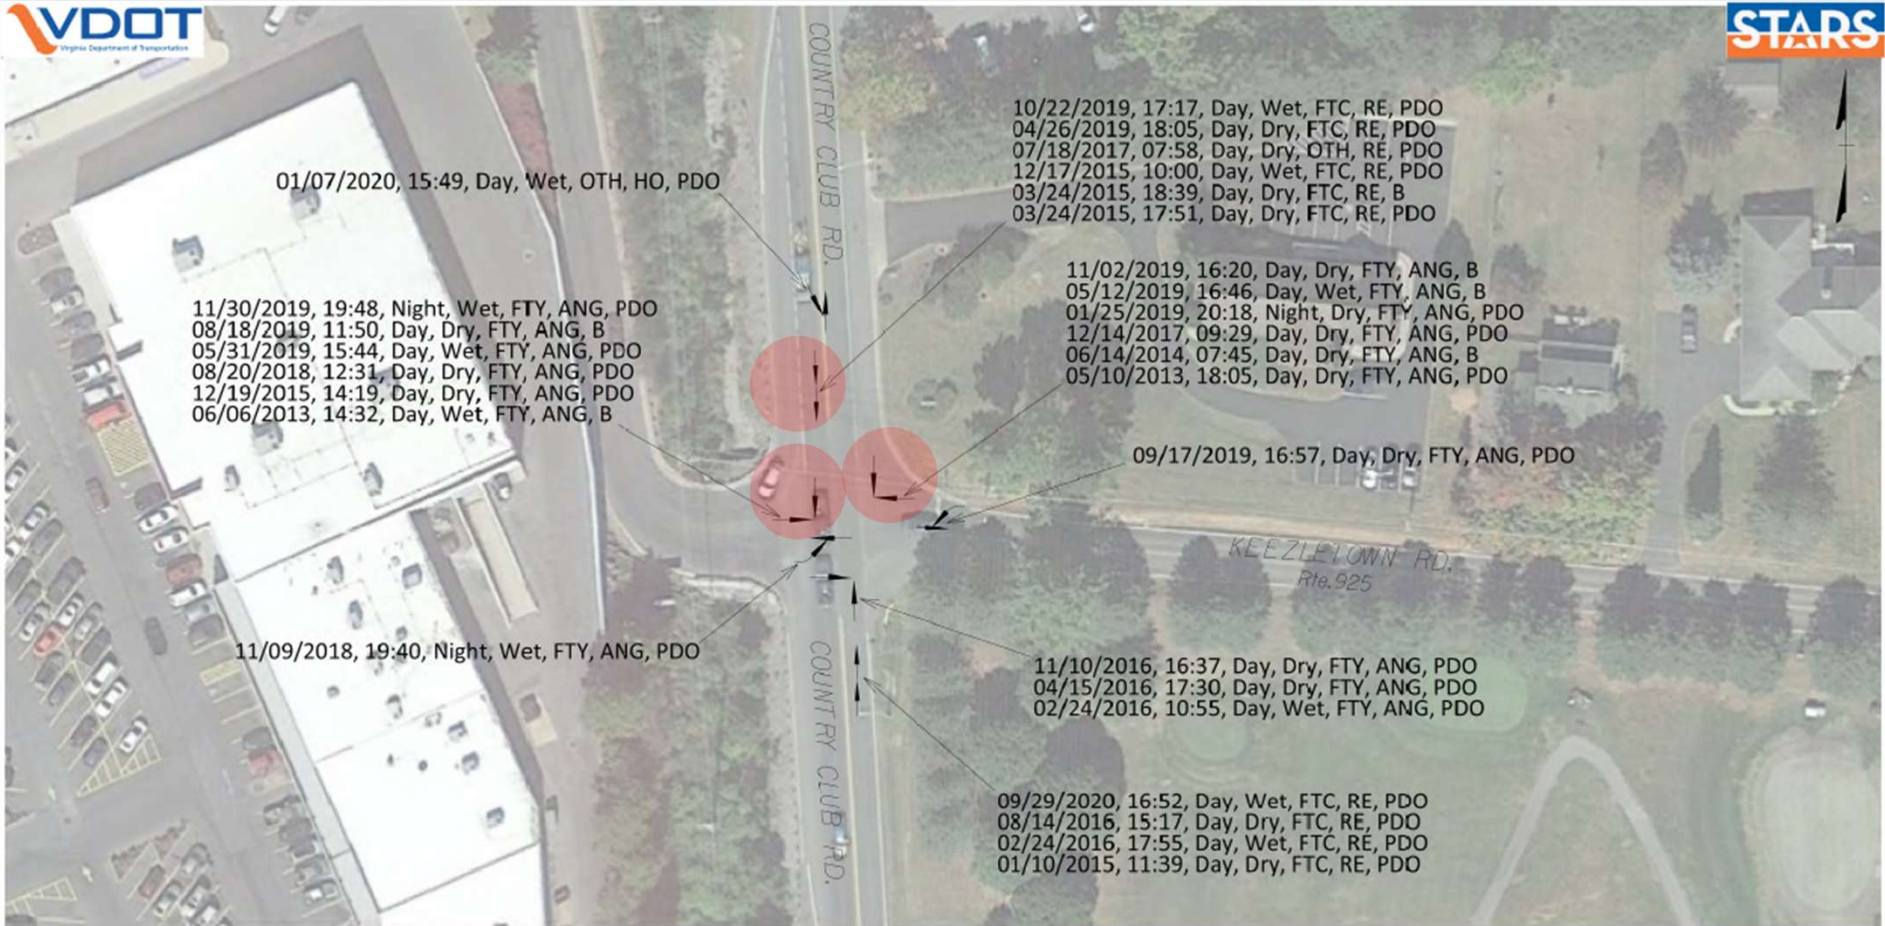 VDOT
Virginia Department of Transportation
STARS
COUNTRY CLUB RD.
01/07/2020, 15:49, Day, Wet, OTH, HO, PDO
10/22/2019, 17:17, Day, Wet, FTC, RE, PDO
04/26/2019, 18:05, Day, Dry, FTC, RE, PDO
07/18/2017, 07:58, Day, Dry, OTH, RE, PDO
12/17/2015, 10:00, Day, Wet, FTC, RE, PDO
03/24/2015, 18:39, Day, Dry, FTC, RE, B
03/24/2015, 17:51, Day, Dry, FTC, RE, PDO
11/30/2019, 19:48, Night, Wet, FTY, ANG, PDO
08/18/2019, 11:50, Day, Dry, FTY, ANG, B
05/31/2019, 15:44, Day, Wet, FTY, ANG, PDO
08/20/2018, 12:31, Day, Dry, FTY, ANG, PDO
12/19/2015, 14:19, Day, Dry, FTY, ANG, PDO
06/06/2013, 14:32, Day, Wet, FTY, ANG, B
11/02/2019, 16:20, Day, Dry, FTY, ANG, B
05/12/2019, 16:46, Day, Wet, FTY, ANG, B
01/25/2019, 20:18, Night, Dry, FTY, ANG, PDO
12/14/2017, 09:29, Day, Dry, FTY, ANG, PDO
06/14/2014, 07:45, Day, Dry, FTY, ANG, B
05/10/2013, 18:05, Day, Dry, FTY, ANG, PDO
09/17/2019, 16:57, Day, Dry, FTY, ANG, PDO
KEEZLETOWN RD.
Rte. 925
11/09/2018, 19:40, Night, Wet, FTY, ANG, PDO
11/10/2016, 16:37, Day, Dry, FTY, ANG, PDO
04/15/2016, 17:30, Day, Dry, FTY, ANG, PDO
02/24/2016, 10:55, Day, Wet, FTY, ANG, PDO
COUNTRY CLUB RD.
09/29/2020, 16:52, Day, Wet, FTC, RE, PDO
08/14/2016, 15:17, Day, Dry, FTC, RE, PDO
02/24/2016, 17:55, Day, Wet, FTC, RE, PDO
01/10/2015, 11:39, Day, Dry, FTC, RE, PDO